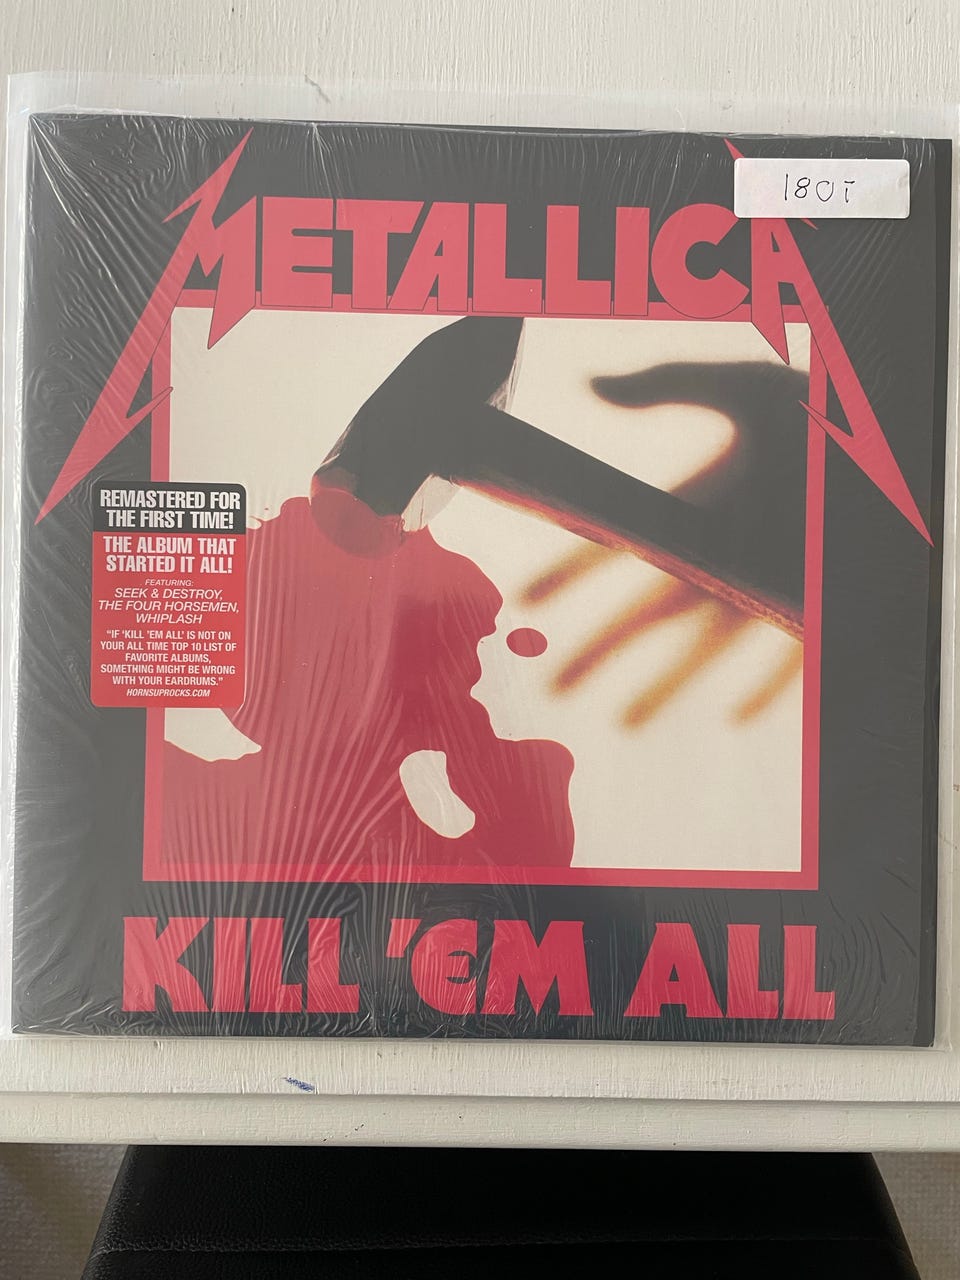 METALLICA
180T
REMASTERED FOR
THE FIRST TIME!
THE ALBUM THAT
STARTED IT ALL!
FEATURING:
SEEK & DESTROY,
THE FOUR HORSEMEN,
WHIPLASH
"IF 'KILL 'EM ALL' IS NOT ON
YOUR ALL TIME TOP 10 LIST OF
FAVORITE ALBUMS,
SOMETHING MIGHT BE WRONG
WITH YOUR EARDRUMS."
HORNSUPROCKS.COM
KILL 'EM ALL